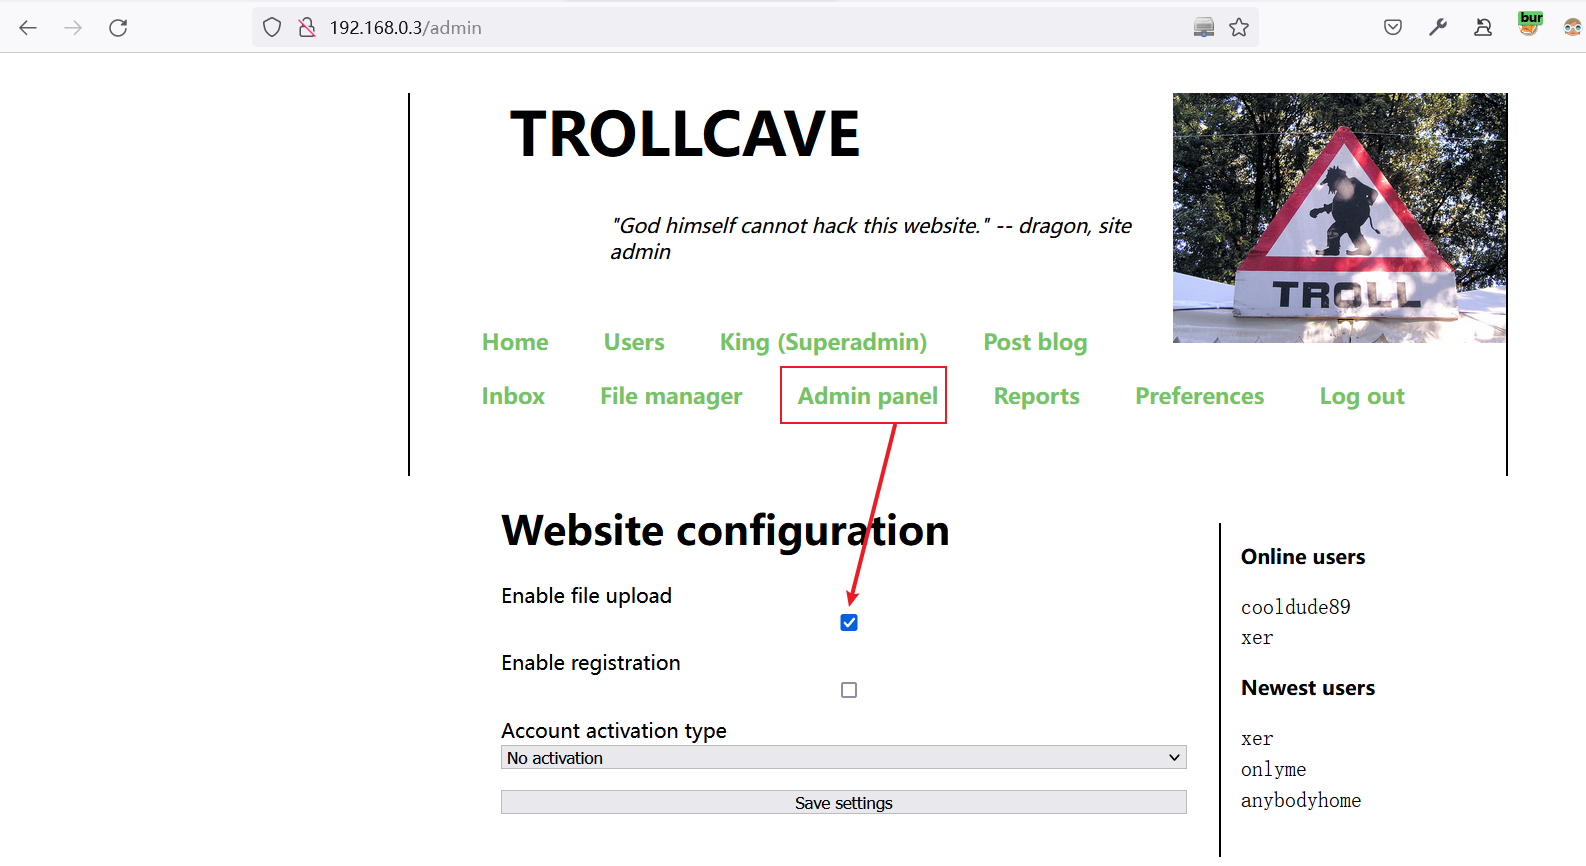 192.168.0.3/admin
bur
TROLLCAVE
"God himself cannot hack this website." -- dragon, site
admin
TROLL
Home Users King (Superadmin) Post blog
Inbox File manager Admin panel Reports Preferences Log out
Website configuration
Enable file upload
Enable registration
Account activation type
No activation
Save settings
Online users
cooldude89
xer
Newest users
xer
onlyme
anybodyhome